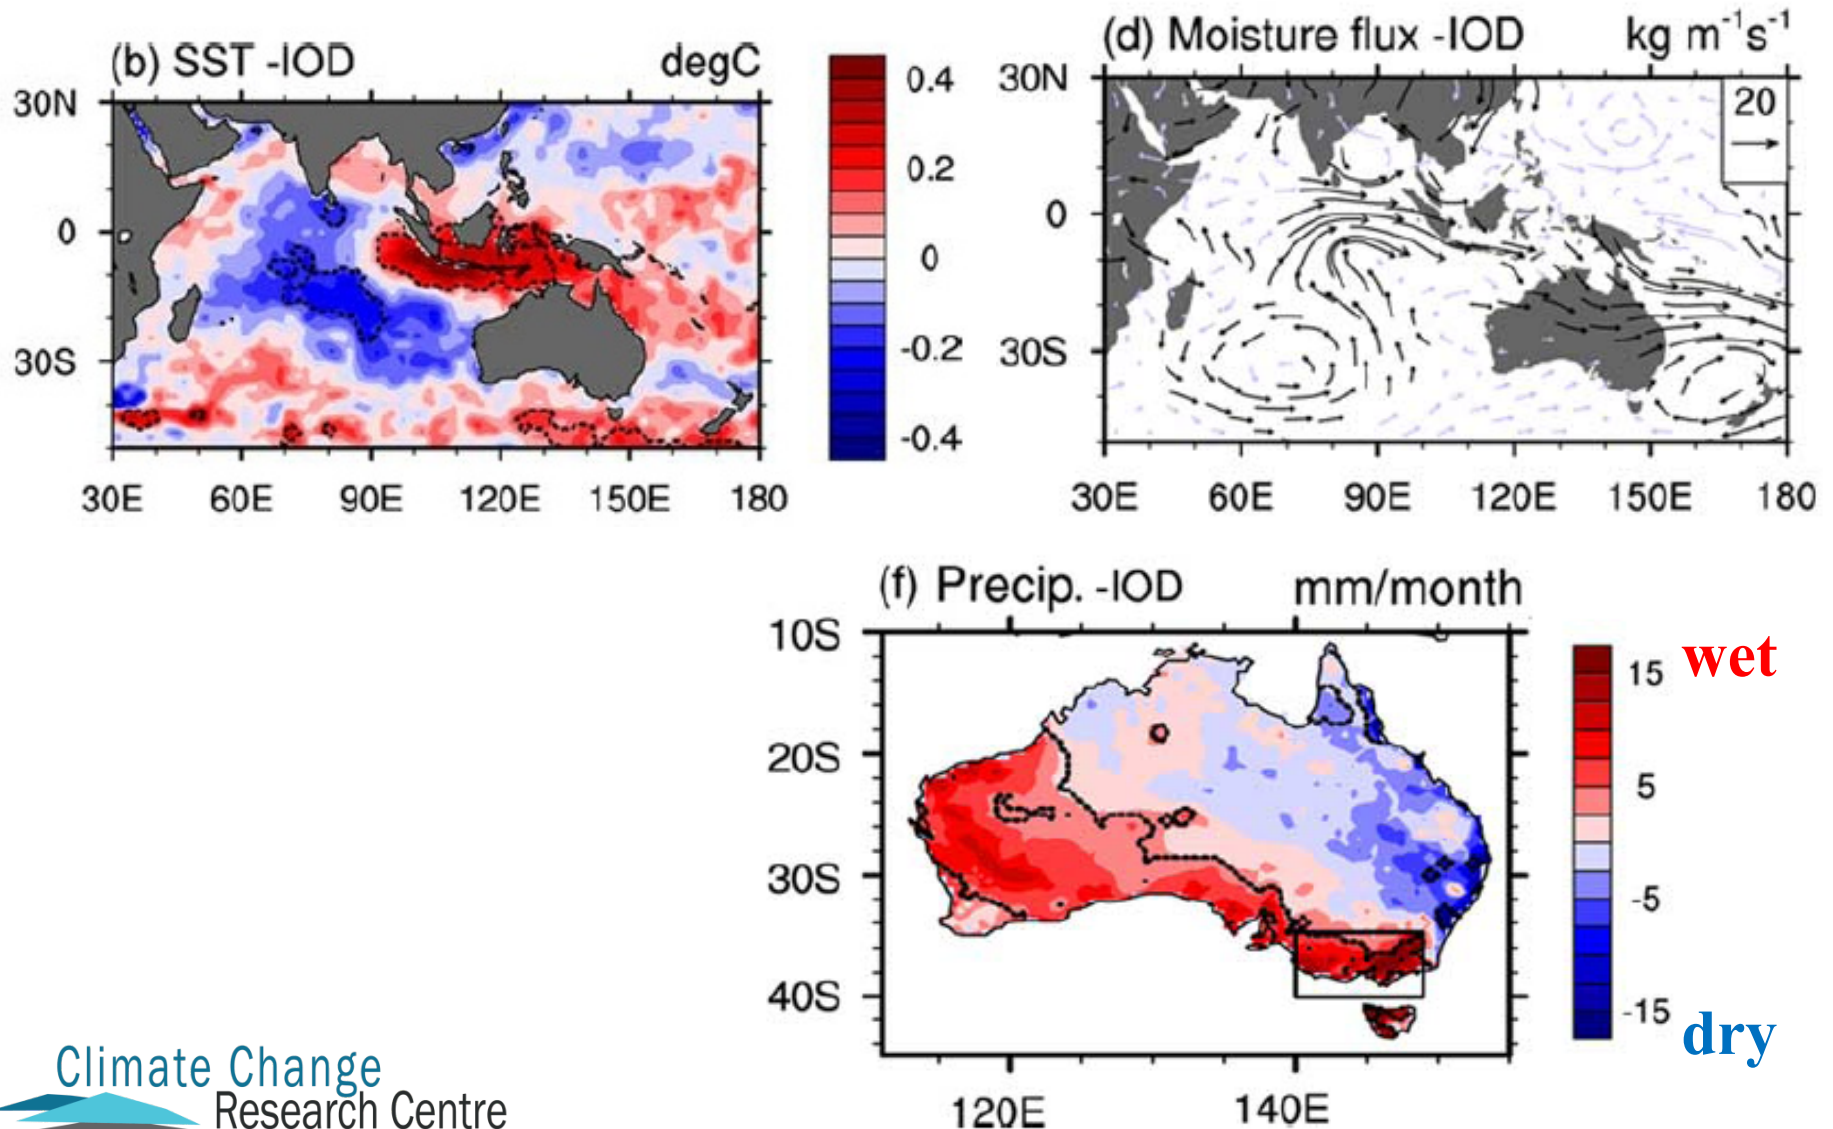 (b) SST -IOD degC
30N
0
30S
30E 60E 90E 120E 150E 180
0.4
0.2
0
-0.2
-0.4
(d) Moisture flux -IOD kg m⁻¹s⁻¹
20
30N
0
30S
30E 60E 90E 120E 150E 180
(f) Precip. -IOD mm/month
10S
20S
30S
40S
120E 140E
15
5
-5
-15
wet
dry
Climate Change
Research Centre